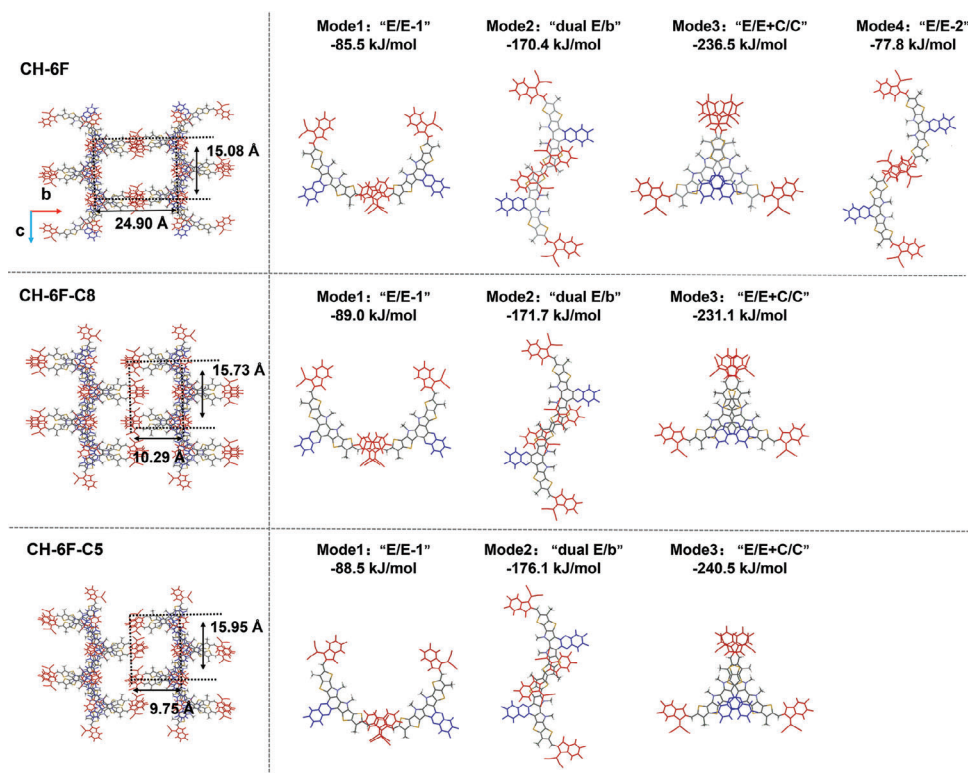 CH-6F
15.08 Å
24.90 Å
b
c
Mode1： “E/E-1”
-85.5 kJ/mol
Mode2： “dual E/b”
-170.4 kJ/mol
Mode3： “E/E+C/C”
-236.5 kJ/mol
Mode4： “E/E-2”
-77.8 kJ/mol
CH-6F-C8
15.73 Å
10.29 Å
Mode1： “E/E-1”
-89.0 kJ/mol
Mode2： “dual E/b”
-171.7 kJ/mol
Mode3： “E/E+C/C”
-231.1 kJ/mol
CH-6F-C5
15.95 Å
9.75 Å
Mode1： “E/E-1”
-88.5 kJ/mol
Mode2： “dual E/b”
-176.1 kJ/mol
Mode3： “E/E+C/C”
-240.5 kJ/mol